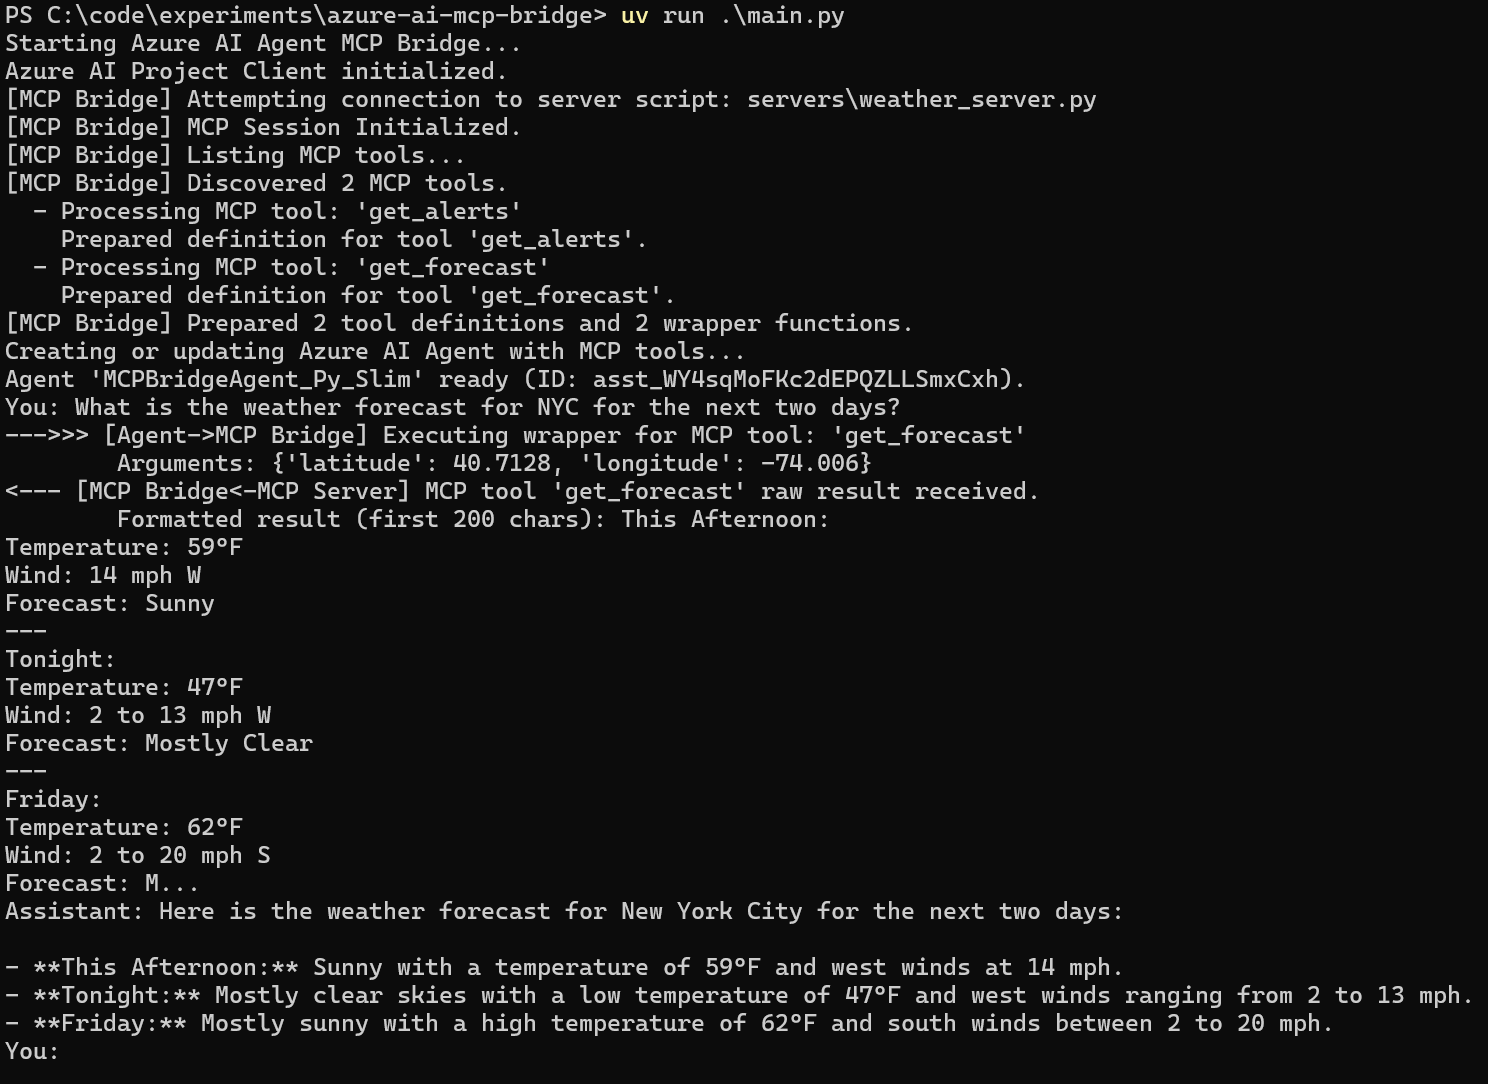 PS C:\code\experiments\azure-ai-mcp-bridge> uv run .\main.py
Starting Azure AI Agent MCP Bridge...
Azure AI Project Client initialized.
[MCP Bridge] Attempting connection to server script: servers\weather_server.py
[MCP Bridge] MCP Session Initialized.
[MCP Bridge] Listing MCP tools...
[MCP Bridge] Discovered 2 MCP tools.
  - Processing MCP tool: 'get_alerts'
    Prepared definition for tool 'get_alerts'.
  - Processing MCP tool: 'get_forecast'
    Prepared definition for tool 'get_forecast'.
[MCP Bridge] Prepared 2 tool definitions and 2 wrapper functions.
Creating or updating Azure AI Agent with MCP tools...
Agent 'MCPBridgeAgent_Py_Slim' ready (ID: asst_WY4sqMoFKc2dEPQZLLSmxCxh).
You: What is the weather forecast for NYC for the next two days?
--->>> [Agent->MCP Bridge] Executing wrapper for MCP tool: 'get_forecast'
        Arguments: {'latitude': 40.7128, 'longitude': -74.006}
<--- [MCP Bridge<-MCP Server] MCP tool 'get_forecast' raw result received.
        Formatted result (first 200 chars): This Afternoon:
Temperature: 59°F
Wind: 14 mph W
Forecast: Sunny
---
Tonight:
Temperature: 47°F
Wind: 2 to 13 mph W
Forecast: Mostly Clear
---
Friday:
Temperature: 62°F
Wind: 2 to 20 mph S
Forecast: M...
Assistant: Here is the weather forecast for New York City for the next two days:

- **This Afternoon:** Sunny with a temperature of 59°F and west winds at 14 mph.
- **Tonight:** Mostly clear skies with a low temperature of 47°F and west winds ranging from 2 to 13 mph.
- **Friday:** Mostly sunny with a high temperature of 62°F and south winds between 2 to 20 mph.
You: